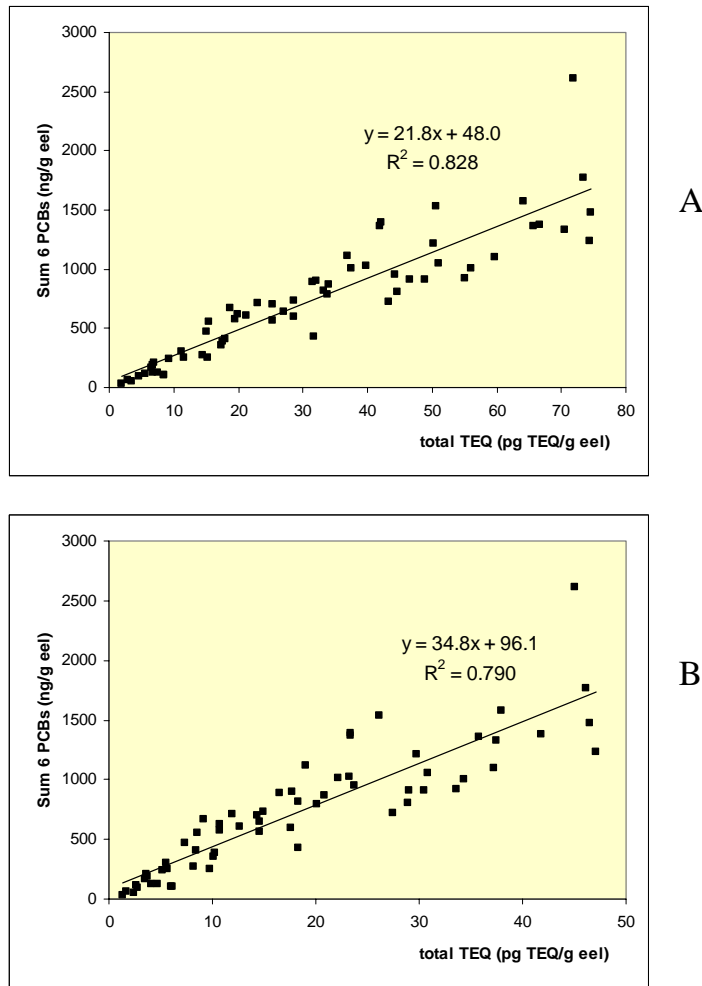 3000
2500
2000
1500
1000
500
0
Sum 6 PCBs (ng/g eel)
y = 21.8x + 48.0
R² = 0.828
0 10 20 30 40 50 60 70 80
total TEQ (pg TEQ/g eel)
A
3000
2500
2000
1500
1000
500
0
Sum 6 PCBs (ng/g eel)
y = 34.8x + 96.1
R² = 0.790
0 10 20 30 40 50
total TEQ (pg TEQ/g eel)
B